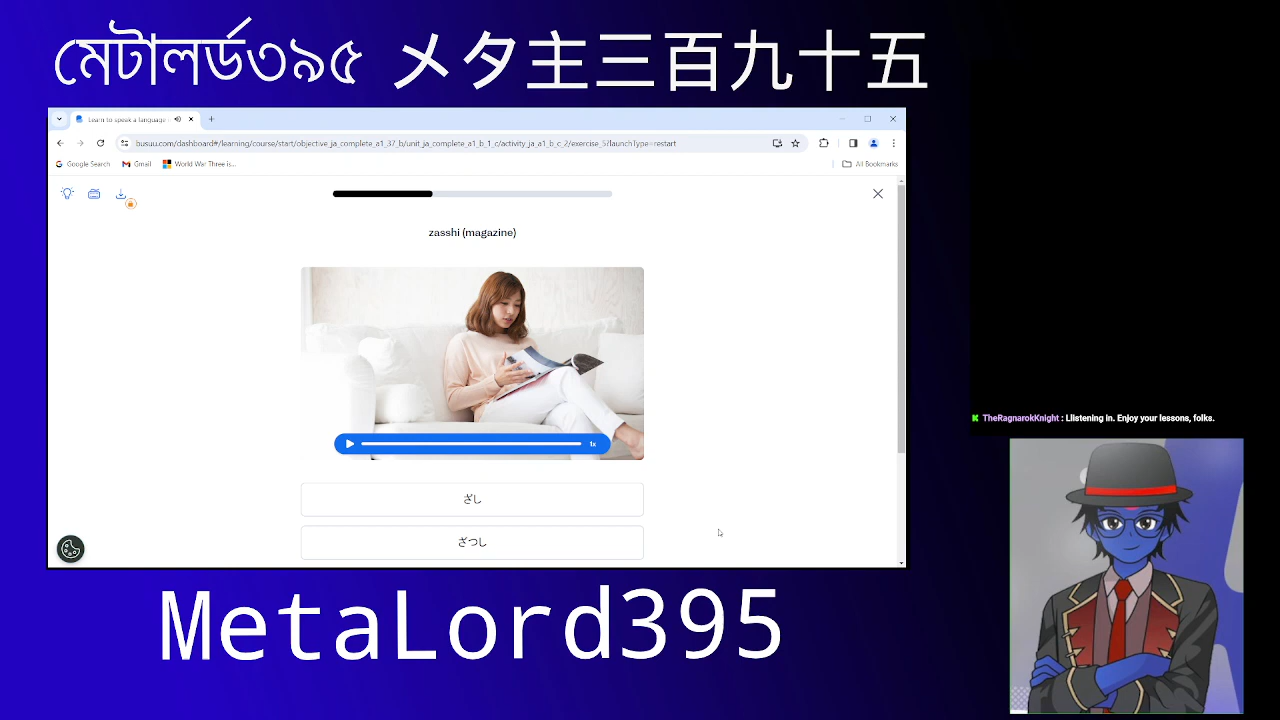 মেটালর্ড৩৯৫ メタ主三百九十五
Learn to speak a language
busuu.com/dashboard#/learning/course/start/objective_ja_complete_a1_37_b/unit_ja_complete_a1_b_1_c/activity_ja_a1_b_c_2/exercise_5?launchType=restart
Google Search Gmail World War Three is... All Bookmarks
zasshi (magazine)
1x
ざし
ざつし
TheRagnarokKnight : LIistening in. Enjoy your lessons, folks.
MetaLord395